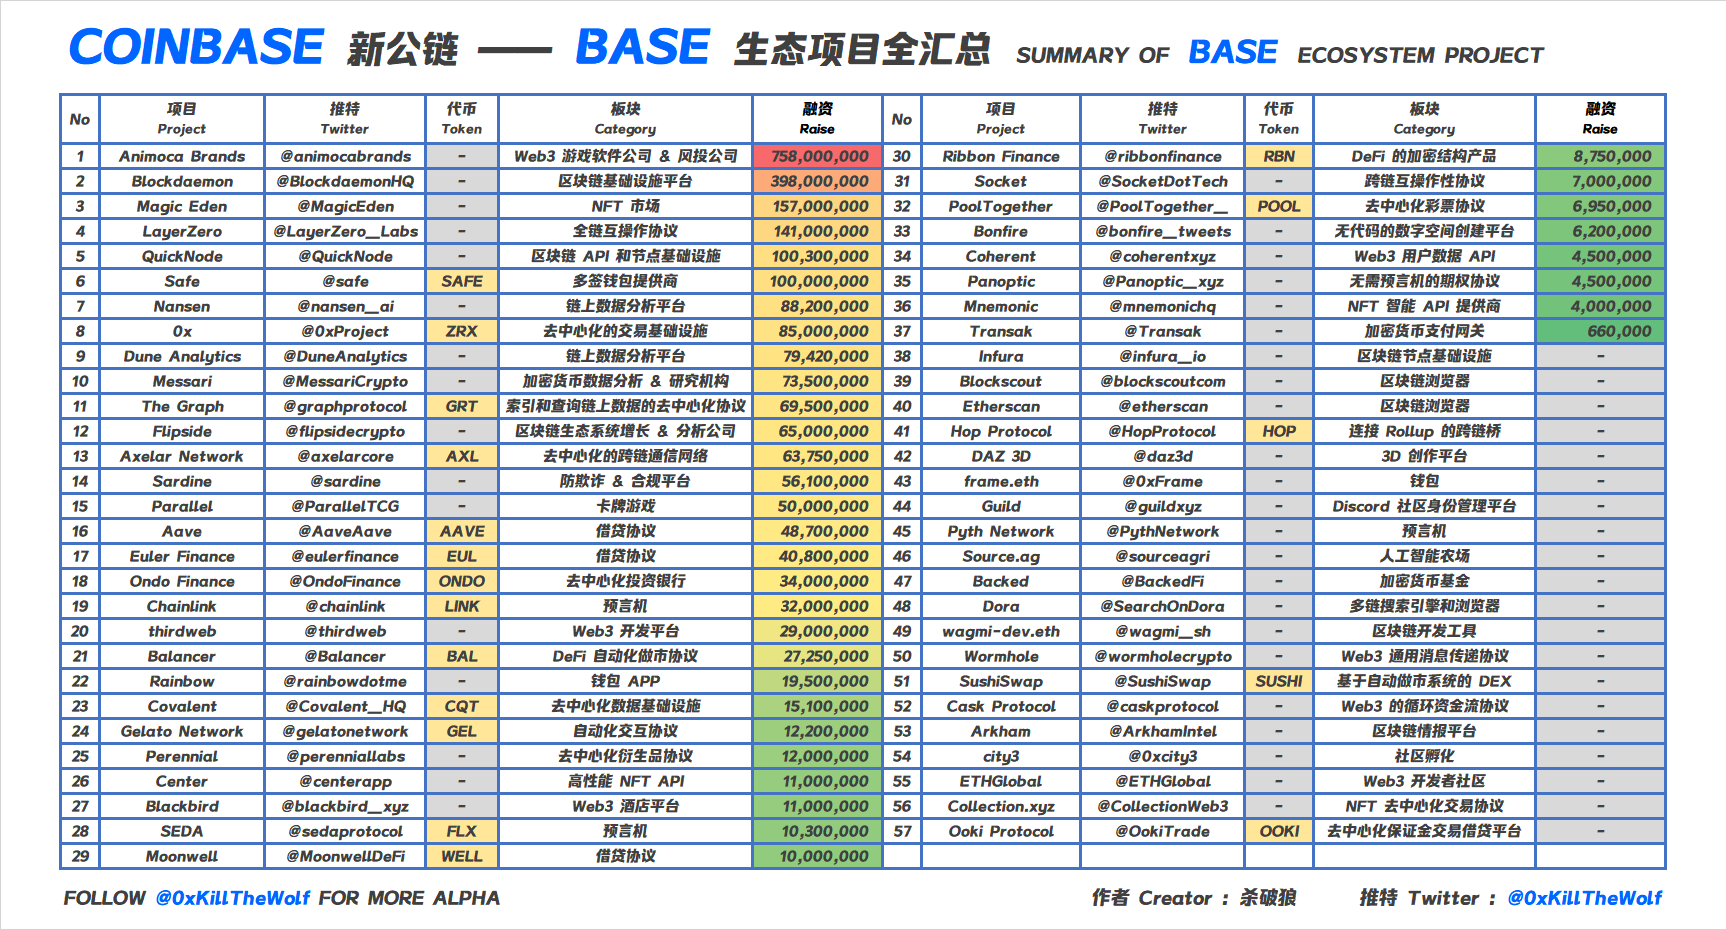 COINBASE 新公链 —— BASE 生态项目全汇总 SUMMARY OF BASE ECOSYSTEM PROJECT
No 项目 Project 推特 Twitter 代币 Token 板块 Category 融资 Raise No 项目 Project 推特 Twitter 代币 Token 板块 Category 融资 Raise
1 Animoca Brands @animocabrands - Web3 游戏软件公司 & 风投公司 758,000,000 30 Ribbon Finance @ribbonfinance RBN DeFi 的加密结构产品 8,750,000
2 Blockdaemon @BlockdaemonHQ - 区块链基础设施平台 398,000,000 31 Socket @SocketDotTech - 跨链互操作性协议 7,000,000
3 Magic Eden @MagicEden - NFT 市场 157,000,000 32 PoolTogether @PoolTogether_ POOL 去中心化彩票协议 6,950,000
4 LayerZero @LayerZero_Labs - 全链互操作协议 141,000,000 33 Bonfire @bonfire_tweets - 无代码的数字空间创建平台 6,200,000
5 QuickNode @QuickNode - 区块链 API 和节点基础设施 100,300,000 34 Coherent @coherentxyz - Web3 用户数据 API 4,500,000
6 Safe @safe SAFE 多签钱包提供商 100,000,000 35 Panoptic @Panoptic_xyz - 无需预言机的期权协议 4,500,000
7 Nansen @nansen_ai - 链上数据分析平台 88,200,000 36 Mnemonic @mnemonichq - NFT 智能 API 提供商 4,000,000
8 0x @0xProject ZRX 去中心化的交易基础设施 85,000,000 37 Transak @Transak - 加密货币支付网关 660,000
9 Dune Analytics @DuneAnalytics - 链上数据分析平台 79,420,000 38 Infura @infura_io - 区块链节点基础设施 -
10 Messari @MessariCrypto - 加密货币数据分析 & 研究机构 73,500,000 39 Blockscout @blockscoutcom - 区块链浏览器 -
11 The Graph @graphprotocol GRT 索引和查询链上数据的去中心化协议 69,500,000 40 Etherscan @etherscan - 区块链浏览器 -
12 Flipside @flipsidecrypto - 区块链生态系统增长 & 分析公司 65,000,000 41 Hop Protocol @HopProtocol HOP 连接 Rollup 的跨链桥 -
13 Axelar Network @axelarcore AXL 去中心化的跨链通信网络 63,750,000 42 DAZ 3D @daz3d - 3D 创作平台 -
14 Sardine @sardine - 防欺诈 & 合规平台 56,100,000 43 frame.eth @0xFrame - 钱包 -
15 Parallel @ParallelTCG - 卡牌游戏 50,000,000 44 Guild @guildxyz - Discord 社区身份管理平台 -
16 Aave @AaveAave AAVE 借贷协议 48,700,000 45 Pyth Network @PythNetwork - 预言机 -
17 Euler Finance @eulerfinance EUL 借贷协议 40,800,000 46 Source.ag @sourceagri - 人工智能农场 -
18 Ondo Finance @OndoFinance ONDO 去中心化投资银行 34,000,000 47 Backed @BackedFi - 加密货币基金 -
19 Chainlink @chainlink LINK 预言机 32,000,000 48 Dora @SearchOnDora - 多链搜索引擎和浏览器 -
20 thirdweb @thirdweb - Web3 开发平台 29,000,000 49 wagmi-dev.eth @wagmi_sh - 区块链开发工具 -
21 Balancer @Balancer BAL DeFi 自动化做市协议 27,250,000 50 Wormhole @wormholecrypto - Web3 通用消息传递协议 -
22 Rainbow @rainbowdotme - 钱包 APP 19,500,000 51 SushiSwap @SushiSwap SUSHI 基于自动做市系统的 DEX -
23 Covalent @Covalent_HQ CQT 去中心化数据基础设施 15,100,000 52 Cask Protocol @caskprotocol - Web3 的循环资金流协议 -
24 Gelato Network @gelatonetwork GEL 自动化交互协议 12,200,000 53 Arkham @ArkhamIntel - 区块链情报平台 -
25 Perennial @perenniallabs - 去中心化衍生品协议 12,000,000 54 city3 @0xcity3 - 社区孵化 -
26 Center @centerapp - 高性能 NFT API 11,000,000 55 ETHGlobal @ETHGlobal - Web3 开发者社区 -
27 Blackbird @blackbird_xyz - Web3 酒店平台 11,000,000 56 Collection.xyz @CollectionWeb3 - NFT 去中心化交易协议 -
28 SEDA @sedaprotocol FLX 预言机 10,300,000 57 Ooki Protocol @OokiTrade OOKI 去中心化保证金交易借贷平台 -
29 Moonwell @MoonwellDeFi WELL 借贷协议 10,000,000
FOLLOW @0xKillTheWolf FOR MORE ALPHA 作者 Creator : 杀破狼 推特 Twitter : @0xKillTheWolf